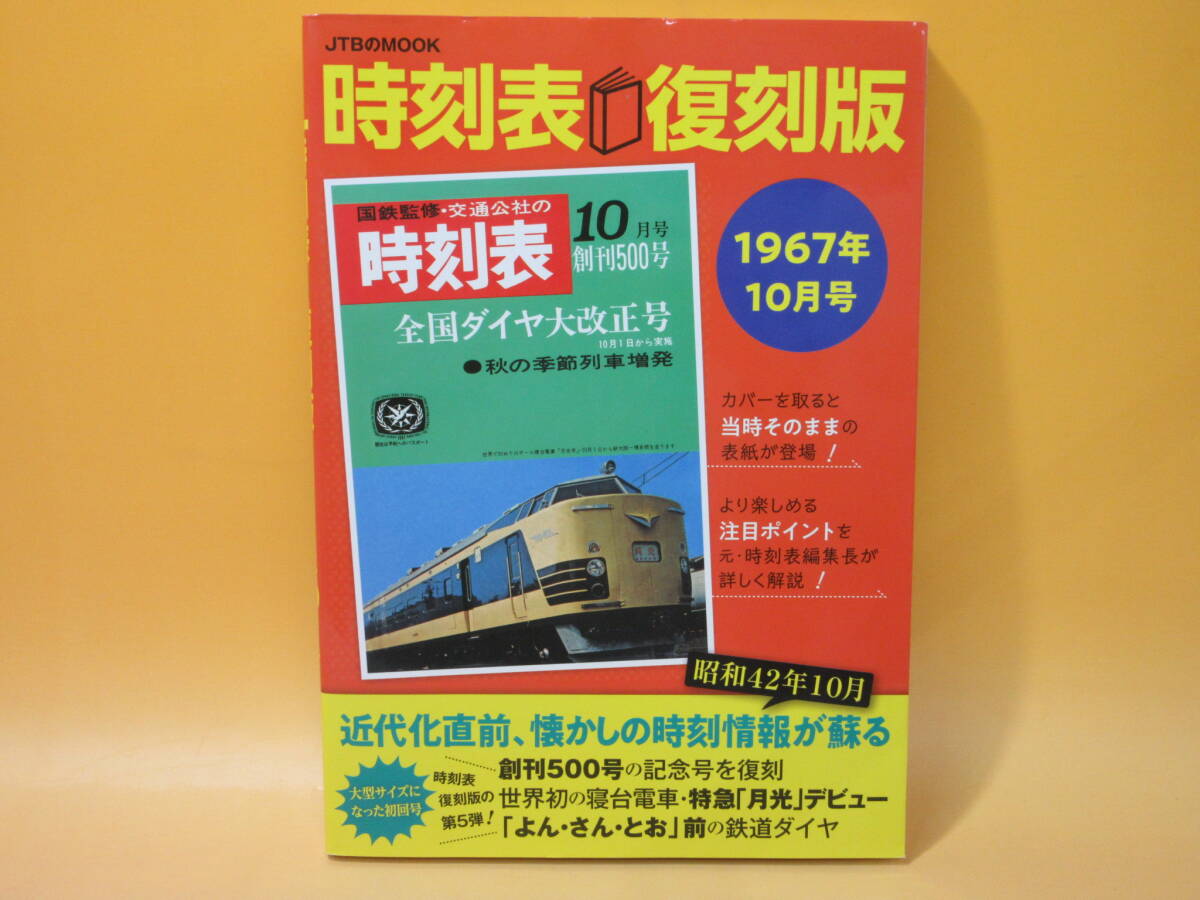 JTBのMOOK
時刻表復刻版
国鉄監修・交通公社の
時刻表
10月号
創刊500号
全国ダイヤ大改正号
10月1日から実施
●秋の季節列車増発
月光
1967年
10月号
カバーを取ると
当時そのままの
表紙が登場!
より楽しめる
注目ポイントを
元・時刻表編集長が
詳しく解説!
昭和42年10月
近代化直前、懐かしの時刻情報が蘇る
大型サイズに
なった初回号
時刻表
復刻版の
第5弾!
創刊500号の記念号を復刻
世界初の寝台電車・特急「月光」デビュー
「よん・さん・とお」前の鉄道ダイヤ